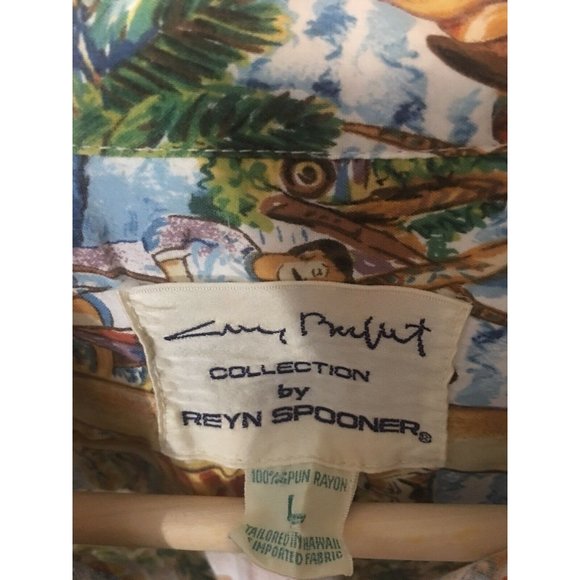 COLLECTION
by
REYN SPOONER®
100% SPUN RAYON
L
TAILORED IN HAWAII
IMPORTED FABRIC